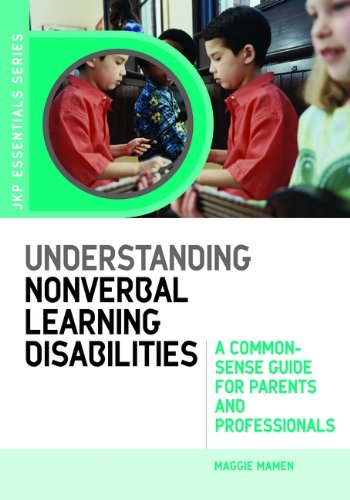 JKP ESSENTIALS SERIES
UNDERSTANDING
NONVERBAL
LEARNING
DISABILITIES
A COMMON-
SENSE GUIDE
FOR PARENTS
AND
PROFESSIONALS
MAGGIE MAMEN